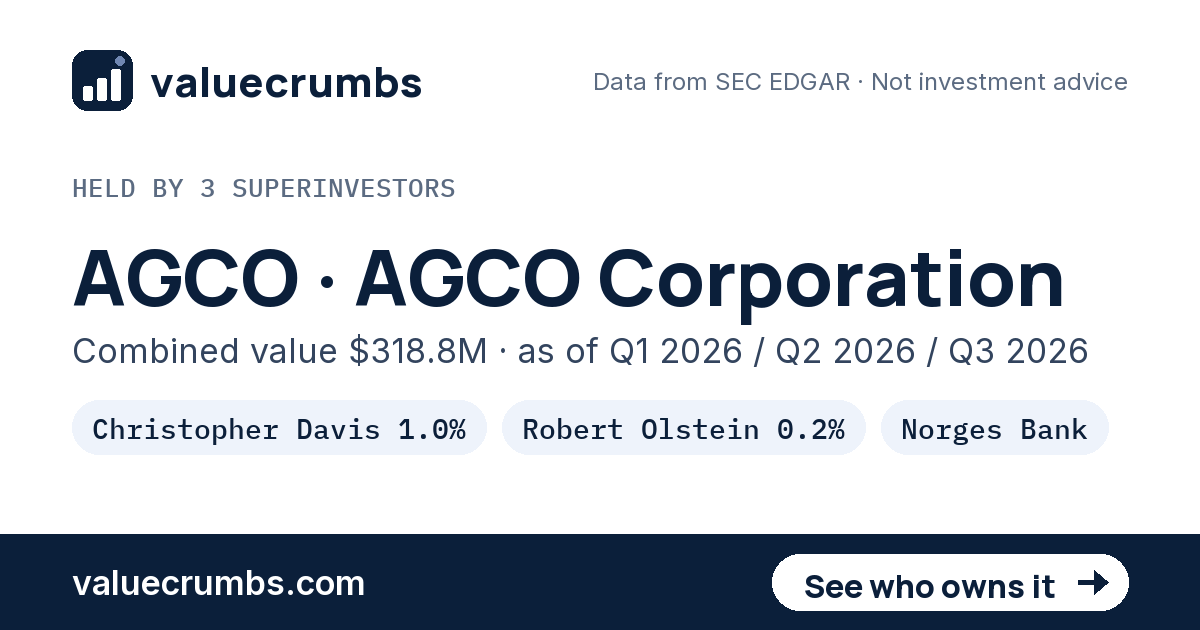 valuecrumbs
Data from SEC EDGAR · Not investment advice
HELD BY 3 SUPERINVESTORS
AGCO · AGCO Corporation
Combined value $318.8M · as of Q1 2026 / Q2 2026 / Q3 2026
Christopher Davis 1.0% Robert Olstein 0.2% Norges Bank
valuecrumbs.com
See who owns it →